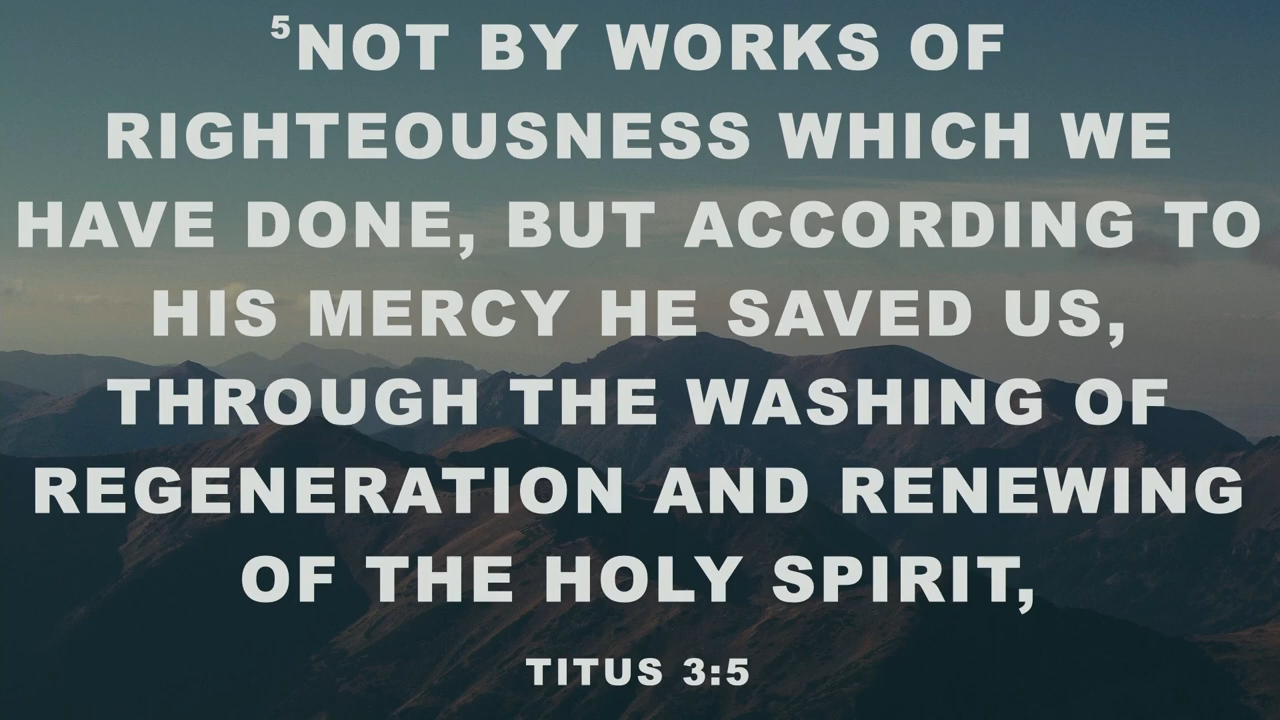 ⁵NOT BY WORKS OF
RIGHTEOUSNESS WHICH WE
HAVE DONE, BUT ACCORDING TO
HIS MERCY HE SAVED US,
THROUGH THE WASHING OF
REGENERATION AND RENEWING
OF THE HOLY SPIRIT,
TITUS 3:5